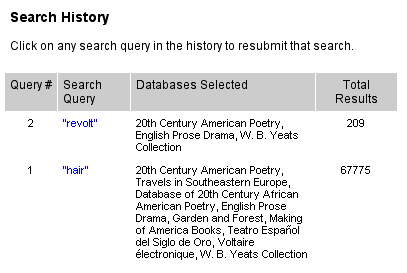 Search History
Click on any search query in the history to resubmit that search.
Query # Search Query Databases Selected Total Results
2 "revolt" 20th Century American Poetry, 209
English Prose Drama, W. B. Yeats
Collection
1 "hair" 20th Century American Poetry, 67775
Travels in Southeastern Europe,
Database of 20th Century African
American Poetry, English Prose
Drama, Garden and Forest, Making
of America Books, Teatro Español
del Siglo de Oro, Voltaire
électronique, W. B. Yeats Collection